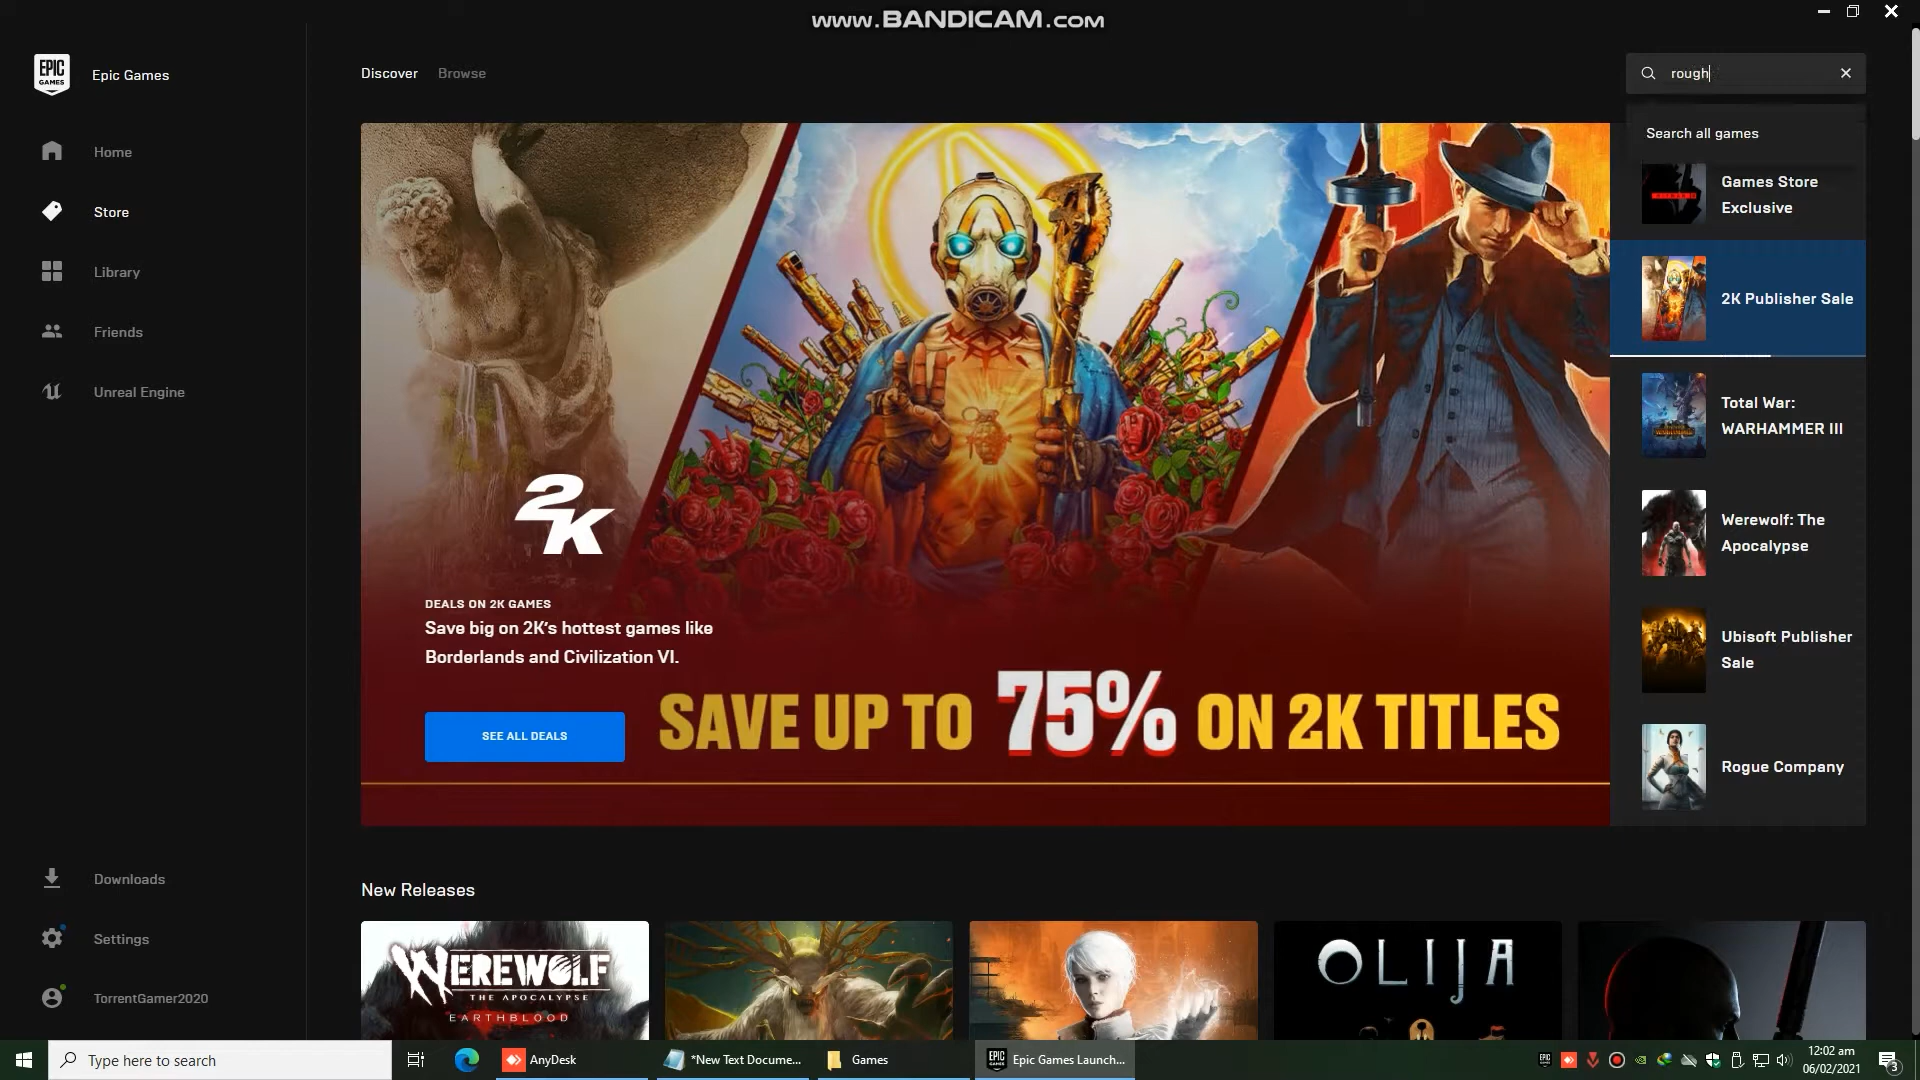 www.BANDICAM.com
EPIC
GAMES
Epic Games
Discover
Browse
rough
Search all games
Home
Store
Library
Friends
Unreal Engine
Games Store
Exclusive
2K Publisher Sale
Total War:
WARHAMMER III
Werewolf: The
Apocalypse
Ubisoft Publisher
Sale
Rogue Company
2K
DEALS ON 2K GAMES
Save big on 2K's hottest games like
Borderlands and Civilization VI.
SEE ALL DEALS
SAVE UP TO 75% ON 2K TITLES
New Releases
WEREWOLF
THE APOCALYPSE
EARTHBLOOD
OLIJA
Downloads
Settings
TorrentGamer2020
Type here to search
AnyDesk
*New Text Docume...
Games
EPIC
Epic Games Launch...
12:02 am
06/02/2021
3